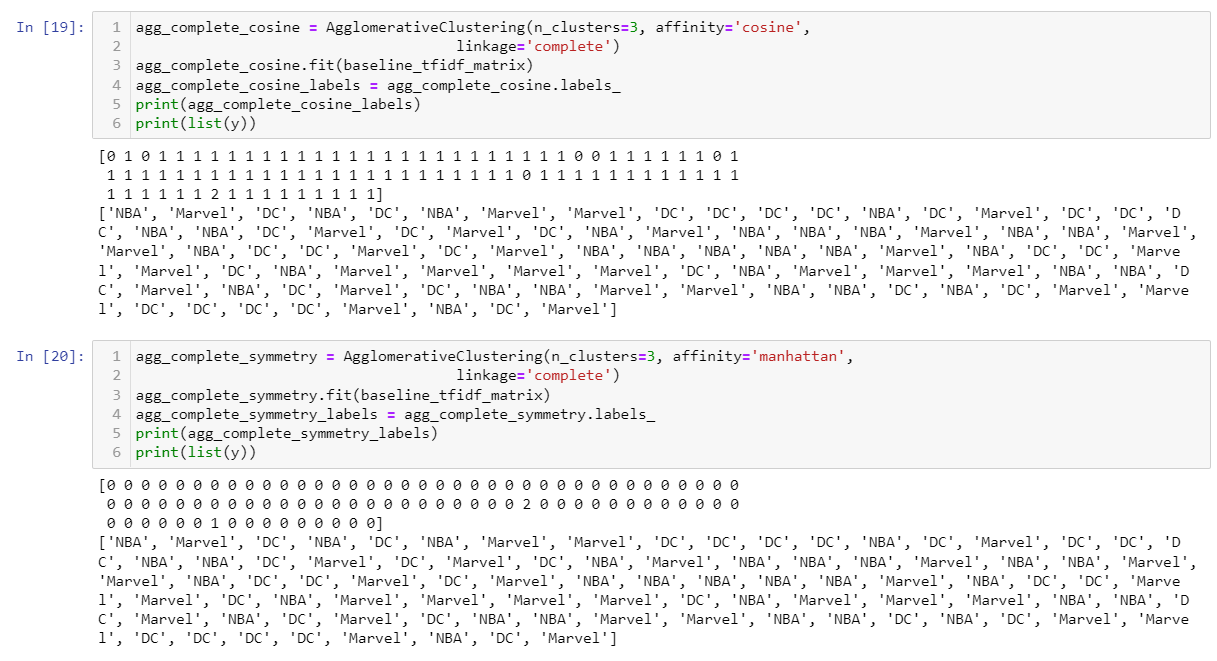 In [19]:
1 agg_complete_cosine = AgglomerativeClustering(n_clusters=3, affinity='cosine',
2 linkage='complete')
3 agg_complete_cosine.fit(baseline_tfidf_matrix)
4 agg_complete_cosine_labels = agg_complete_cosine.labels_
5 print(agg_complete_cosine_labels)
6 print(list(y))
[0 1 0 1 1 1 1 1 1 1 1 1 1 1 1 1 1 1 1 1 1 1 1 1 1 1 1 0 0 1 1 1 1 1 1 0 1
1 1 1 1 1 1 1 1 1 1 1 1 1 1 1 1 1 1 1 1 1 1 1 1 0 1 1 1 1 1 1 1 1 1 1 1 1
1 1 1 1 1 1 2 1 1 1 1 1 1 1 1 1]
['NBA', 'Marvel', 'DC', 'NBA', 'DC', 'NBA', 'Marvel', 'Marvel', 'DC', 'DC', 'DC', 'DC', 'NBA', 'DC', 'Marvel', 'DC', 'DC', 'D
C', 'NBA', 'NBA', 'DC', 'Marvel', 'DC', 'Marvel', 'DC', 'NBA', 'Marvel', 'NBA', 'NBA', 'NBA', 'Marvel', 'NBA', 'NBA', 'Marvel',
'Marvel', 'NBA', 'DC', 'DC', 'Marvel', 'DC', 'Marvel', 'NBA', 'NBA', 'NBA', 'NBA', 'NBA', 'Marvel', 'NBA', 'DC', 'DC', 'Marve
l', 'Marvel', 'DC', 'NBA', 'Marvel', 'Marvel', 'Marvel', 'Marvel', 'DC', 'NBA', 'Marvel', 'Marvel', 'Marvel', 'NBA', 'NBA', 'D
C', 'Marvel', 'NBA', 'DC', 'Marvel', 'DC', 'NBA', 'NBA', 'Marvel', 'Marvel', 'NBA', 'NBA', 'DC', 'NBA', 'DC', 'Marvel', 'Marve
l', 'DC', 'DC', 'DC', 'DC', 'Marvel', 'NBA', 'DC', 'Marvel']
In [20]:
1 agg_complete_symmetry = AgglomerativeClustering(n_clusters=3, affinity='manhattan',
2 linkage='complete')
3 agg_complete_symmetry.fit(baseline_tfidf_matrix)
4 agg_complete_symmetry_labels = agg_complete_symmetry.labels_
5 print(agg_complete_symmetry_labels)
6 print(list(y))
[0 0 0 0 0 0 0 0 0 0 0 0 0 0 0 0 0 0 0 0 0 0 0 0 0 0 0 0 0 0 0 0 0 0 0 0 0
0 0 0 0 0 0 0 0 0 0 0 0 0 0 0 0 0 0 0 0 0 0 0 0 2 0 0 0 0 0 0 0 0 0 0 0 0
0 0 0 0 0 0 1 0 0 0 0 0 0 0 0 0]
['NBA', 'Marvel', 'DC', 'NBA', 'DC', 'NBA', 'Marvel', 'Marvel', 'DC', 'DC', 'DC', 'DC', 'NBA', 'DC', 'Marvel', 'DC', 'DC', 'D
C', 'NBA', 'NBA', 'DC', 'Marvel', 'DC', 'Marvel', 'DC', 'NBA', 'Marvel', 'NBA', 'NBA', 'NBA', 'Marvel', 'NBA', 'NBA', 'Marvel',
'Marvel', 'NBA', 'DC', 'DC', 'Marvel', 'DC', 'Marvel', 'NBA', 'NBA', 'NBA', 'NBA', 'NBA', 'Marvel', 'NBA', 'DC', 'DC', 'Marve
l', 'Marvel', 'DC', 'NBA', 'Marvel', 'Marvel', 'Marvel', 'Marvel', 'DC', 'NBA', 'Marvel', 'Marvel', 'Marvel', 'NBA', 'NBA', 'D
C', 'Marvel', 'NBA', 'DC', 'Marvel', 'DC', 'NBA', 'NBA', 'Marvel', 'Marvel', 'NBA', 'NBA', 'DC', 'NBA', 'DC', 'Marvel', 'Marve
l', 'DC', 'DC', 'DC', 'DC', 'Marvel', 'NBA', 'DC', 'Marvel']